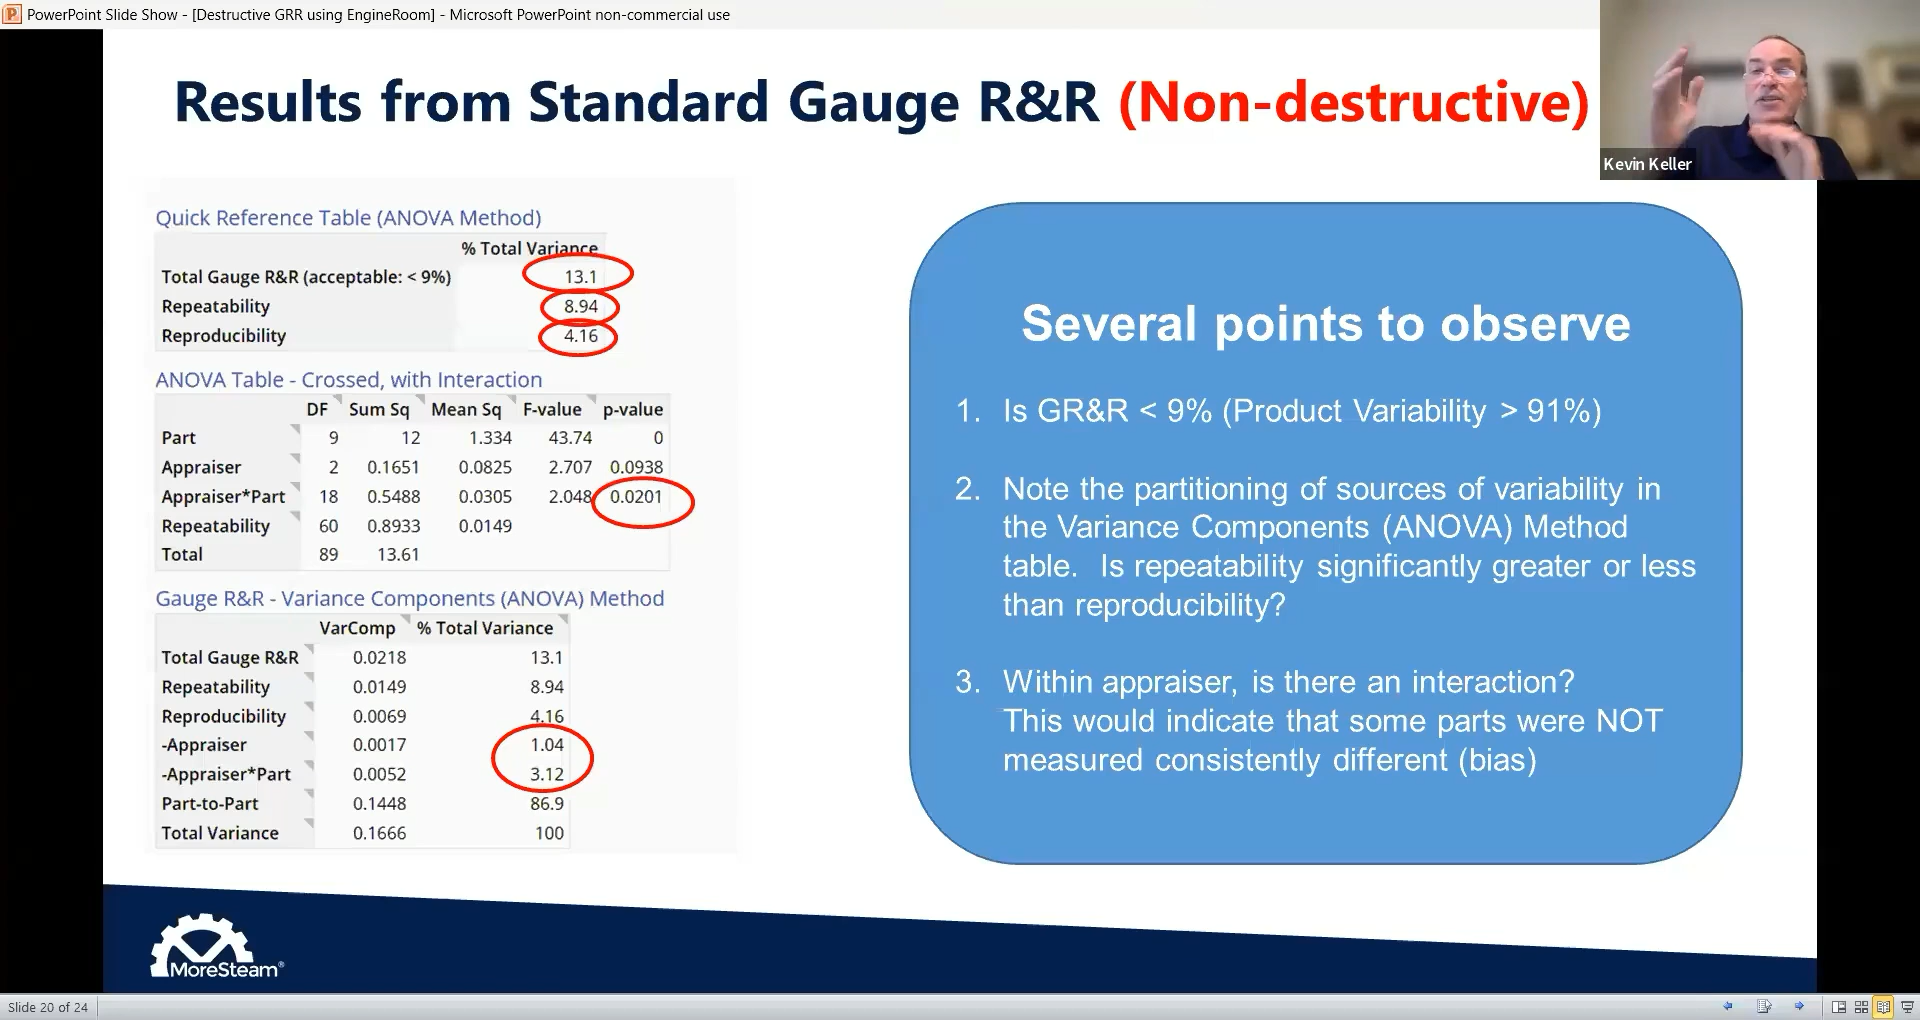 PowerPoint Slide Show - [Destructive GRR using EngineRoom] - Microsoft PowerPoint non-commercial use
Results from Standard Gauge R&R (Non-destructive)
Kevin Keller
Quick Reference Table (ANOVA Method)
% Total Variance
Total Gauge R&R (acceptable: < 9%) 13.1
Repeatability 8.94
Reproducibility 4.16
ANOVA Table - Crossed, with Interaction
DF Sum Sq Mean Sq F-value p-value
Part 9 12 1.334 43.74 0
Appraiser 2 0.1651 0.0825 2.707 0.0938
Appraiser*Part 18 0.5488 0.0305 2.048 0.0201
Repeatability 60 0.8933 0.0149
Total 89 13.61
Gauge R&R - Variance Components (ANOVA) Method
VarComp % Total Variance
Total Gauge R&R 0.0218 13.1
Repeatability 0.0149 8.94
Reproducibility 0.0069 4.16
-Appraiser 0.0017 1.04
-Appraiser*Part 0.0052 3.12
Part-to-Part 0.1448 86.9
Total Variance 0.1666 100
Several points to observe
1. Is GR&R < 9% (Product Variability > 91%)
2. Note the partitioning of sources of variability in
the Variance Components (ANOVA) Method
table. Is repeatability significantly greater or less
than reproducibility?
3. Within appraiser, is there an interaction?
This would indicate that some parts were NOT
measured consistently different (bias)
MoreSteam
Slide 20 of 24